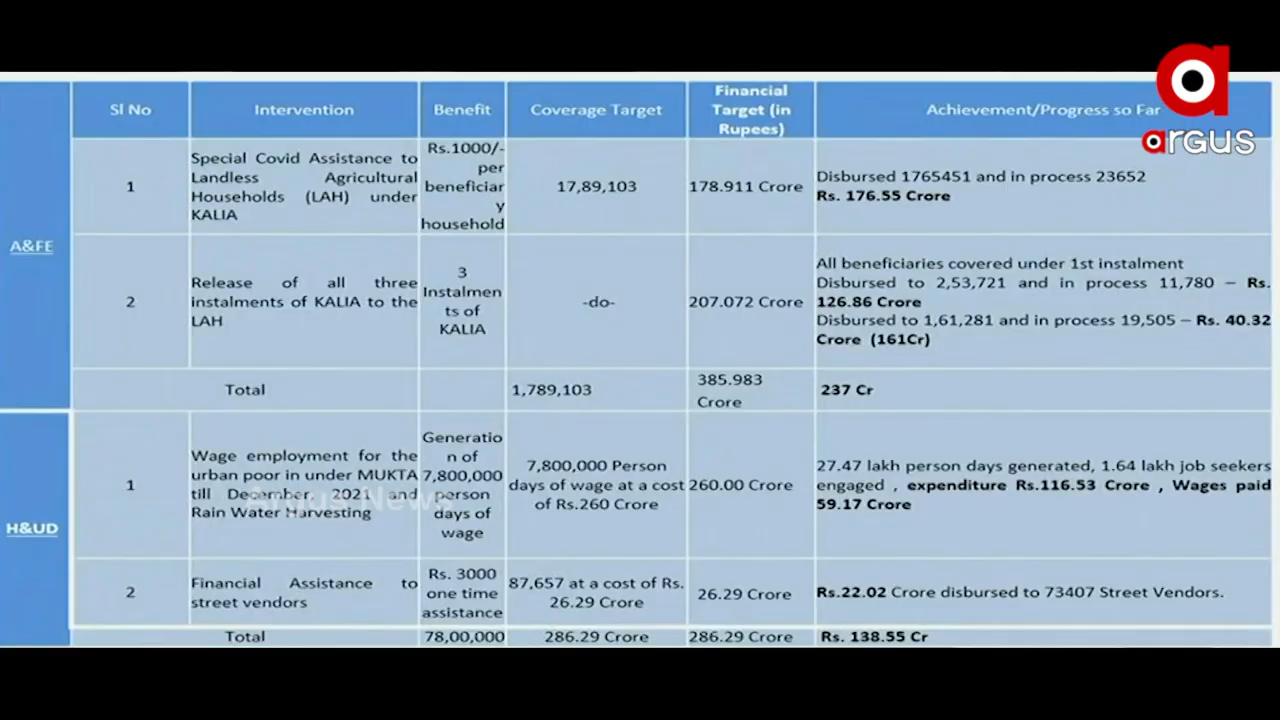 argus
Sl No Intervention Benefit Coverage Target Financial Target (in Rupees) Achievement/Progress so Far
A&FE
1
Special Covid Assistance to
Landless Agricultural
Households (LAH) under
KALIA
Rs.1000/-
per
beneficiar
y
household
17,89,103
178.911 Crore
Disbursed 1765451 and in process 23652
Rs. 176.55 Crore
2
Release of all three
instalments of KALIA to the
LAH
3
Instalmen
ts of
KALIA
-do-
207.072 Crore
All beneficiaries covered under 1st instalment
Disbursed to 2,53,721 and in process 11,780 – Rs.
126.86 Crore
Disbursed to 1,61,281 and in process 19,505 – Rs. 40.32
Crore (161Cr)
Total
1,789,103
385.983
Crore
237 Cr
H&UD
1
Wage employment for the
urban poor in under MUKTA
till December, 2021 and
Rain Water Harvesting
Generatio
n of
7,800,000
person
days of
wage
7,800,000 Person
days of wage at a cost
of Rs.260 Crore
260.00 Crore
27.47 lakh person days generated, 1.64 lakh job seekers
engaged , expenditure Rs.116.53 Crore , Wages paid
59.17 Crore
2
Financial Assistance to
street vendors
Rs. 3000
one time
assistance
87,657 at a cost of Rs.
26.29 Crore
26.29 Crore
Rs.22.02 Crore disbursed to 73407 Street Vendors.
Total 78,00,000 286.29 Crore 286.29 Crore Rs. 138.55 Cr
Argus News